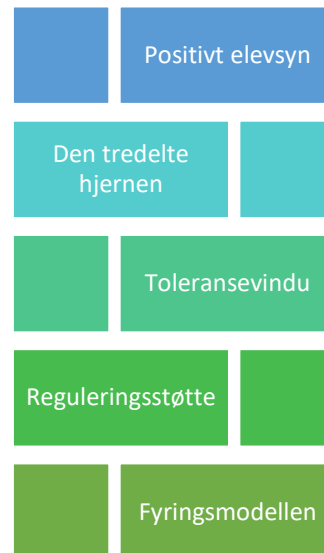 Positivt elevsyn
Den tredelte
hjernen
Toleransevindu
Reguleringsstøtte
Fyringsmodellen